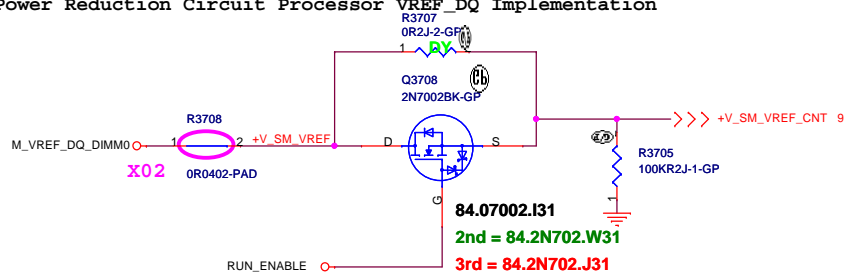 Power Reduction Circuit Processor VREF_DQ Implementation
R3707
0R2J-2-GP
1 DY
Q3708
2N7002BK-GP
R3708
M_VREF_DQ_DIMM0 1 2 +V_SM_VREF D S
+V_SM_VREF_CNT 9
X02
0R0402-PAD
R3705
100KR2J-1-GP
1
G
84.07002.I31
2nd = 84.2N702.W31
RUN_ENABLE
3rd = 84.2N702.J31